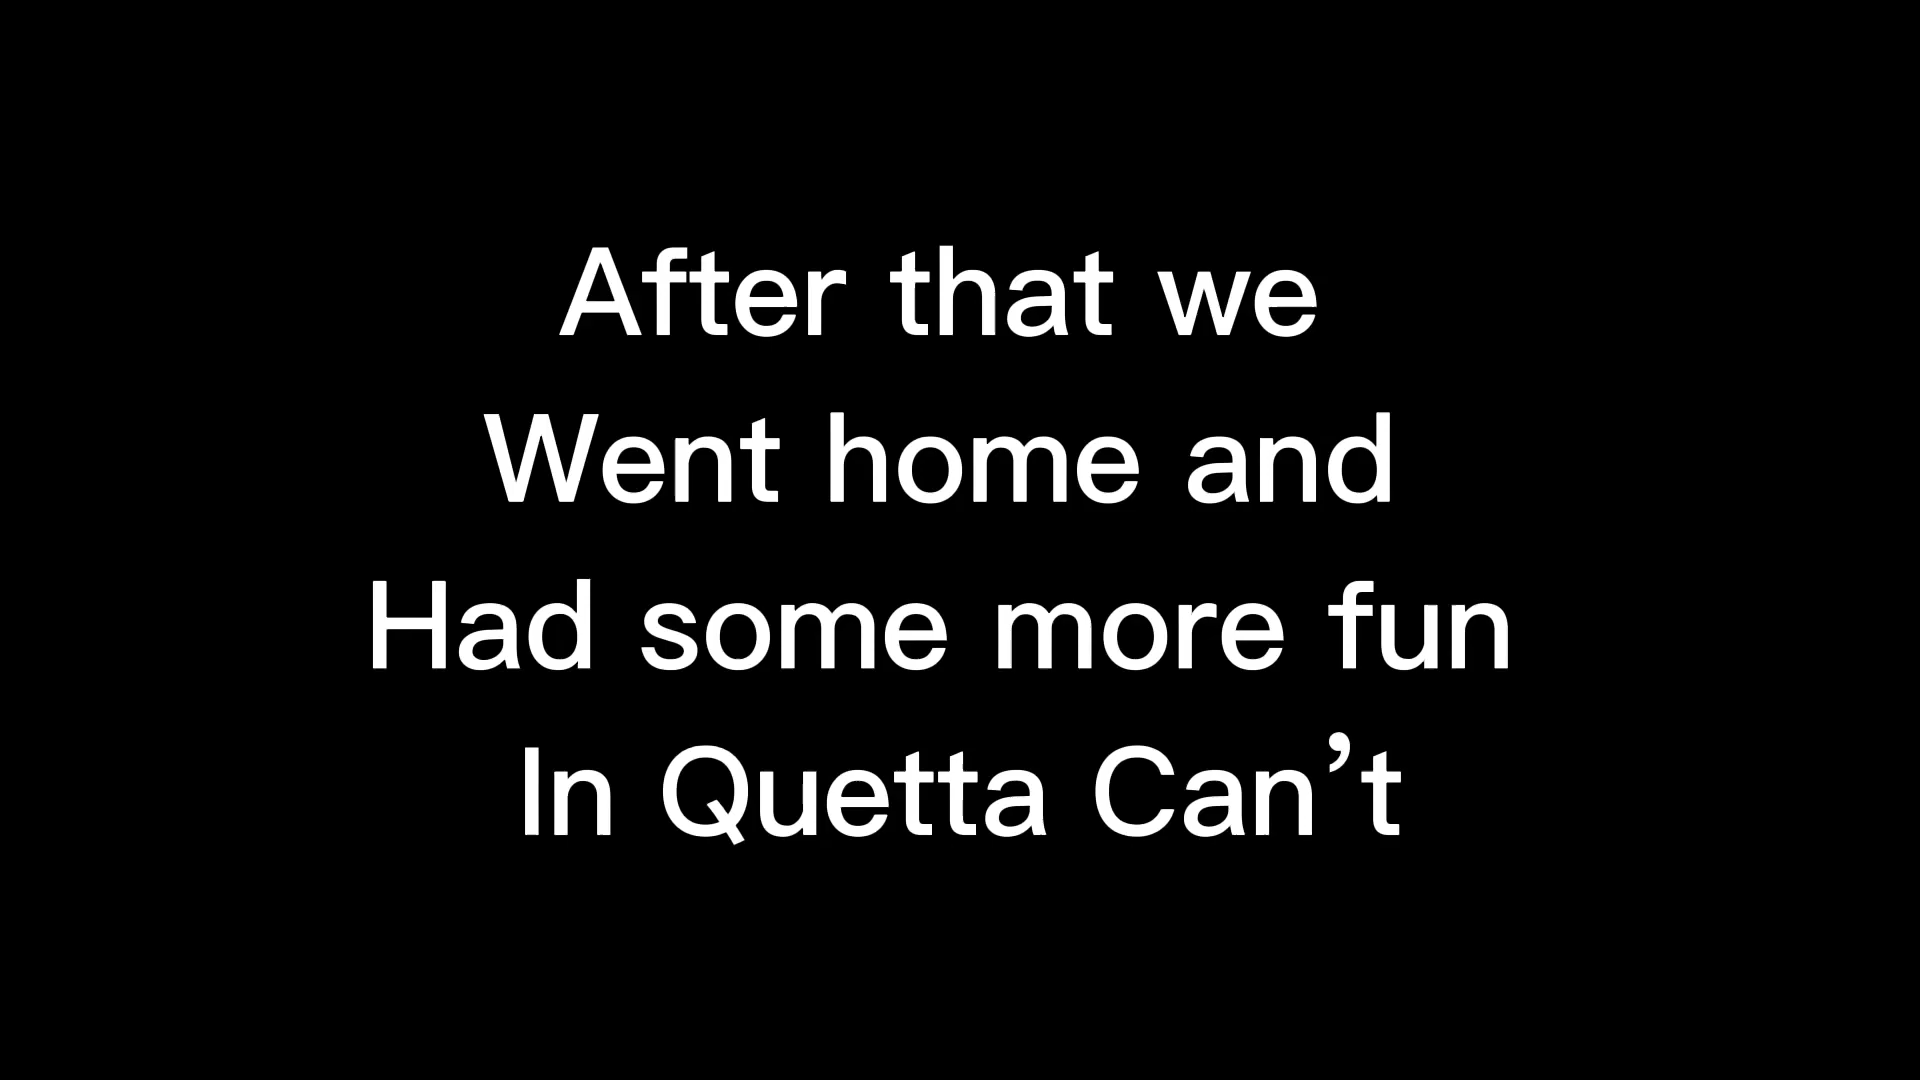 After that we
Went home and
Had some more fun
In Quetta Can’t